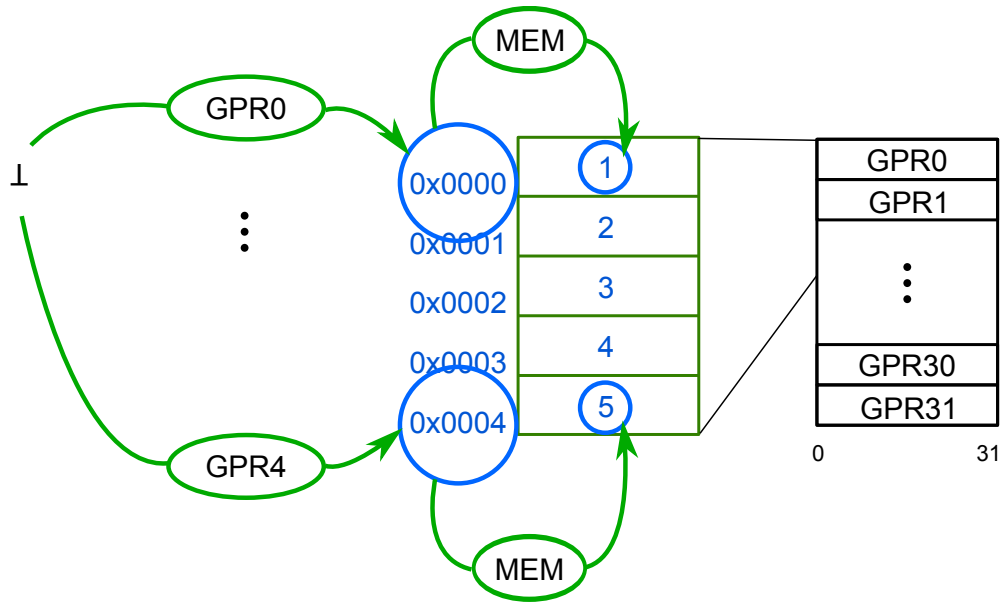 MEM
GPR0
⊥
0x0000
0x0001
0x0002
0x0003
0x0004
1
2
3
4
5
GPR4
MEM
GPR0
GPR1
GPR30
GPR31
0 31